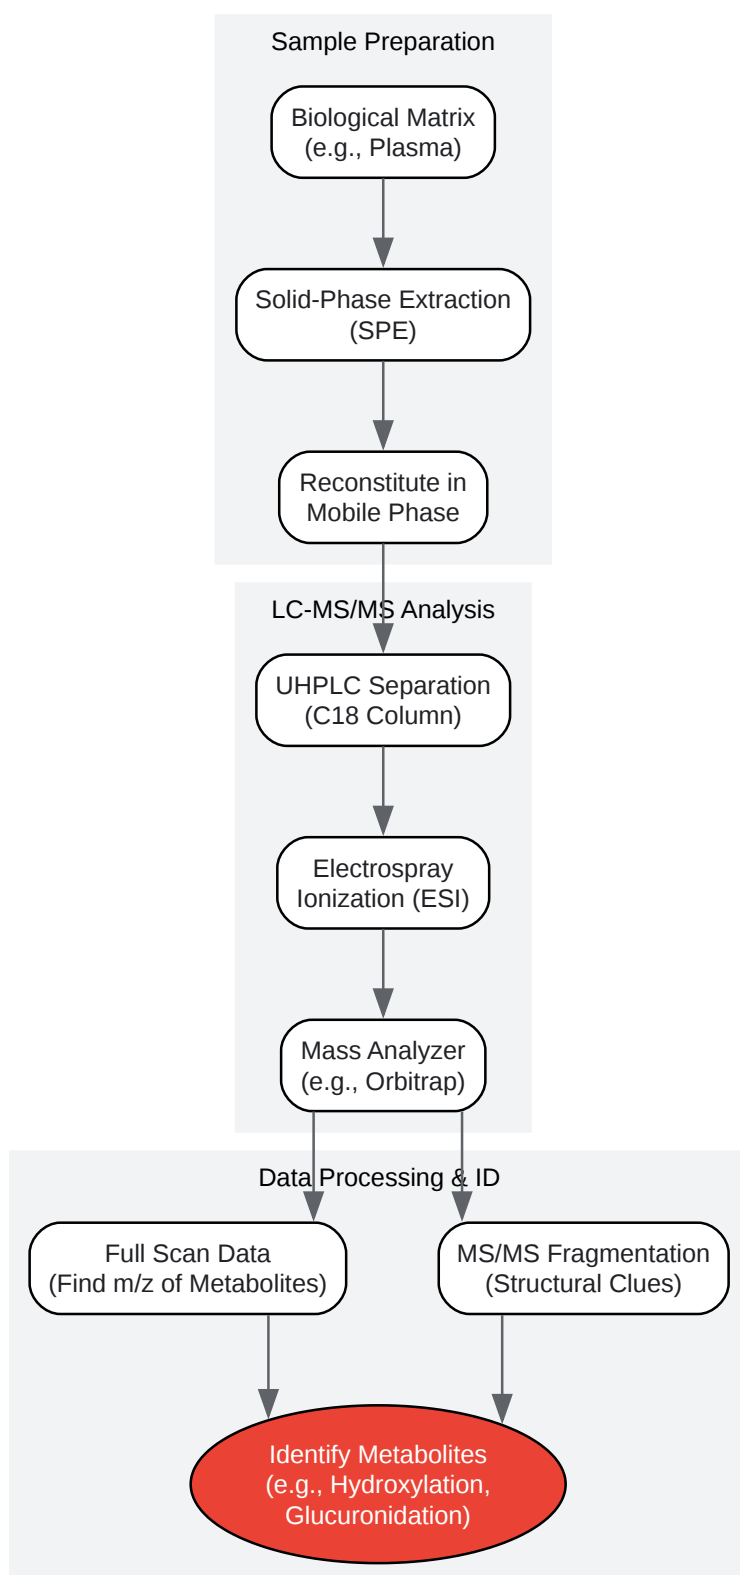 Sample Preparation
Biological Matrix
(e.g., Plasma)
Solid-Phase Extraction
(SPE)
Reconstitute in
Mobile Phase
LC-MS/MS Analysis
UHPLC Separation
(C18 Column)
Electrospray
Ionization (ESI)
Mass Analyzer
(e.g., Orbitrap)
Data Processing & ID
Full Scan Data
(Find m/z of Metabolites)
MS/MS Fragmentation
(Structural Clues)
Identify Metabolites
(e.g., Hydroxylation,
Glucuronidation)